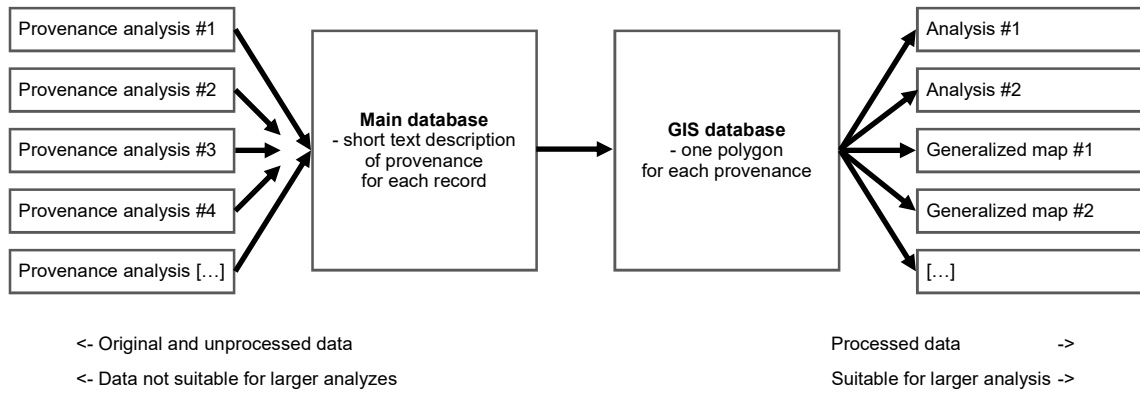 Provenance analysis #1
Provenance analysis #2
Provenance analysis #3
Provenance analysis #4
Provenance analysis […]
Main database
- short text description
of provenance
for each record
GIS database
- one polygon
for each provenance
Analysis #1
Analysis #2
Generalized map #1
Generalized map #2
[…]
<- Original and unprocessed data
<- Data not suitable for larger analyzes
Processed data ->
Suitable for larger analysis ->